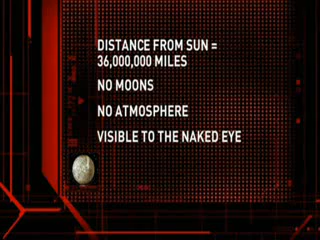 DISTANCE FROM SUN =
36,000,000 MILES
NO MOONS
NO ATMOSPHERE
VISIBLE TO THE NAKED EYE